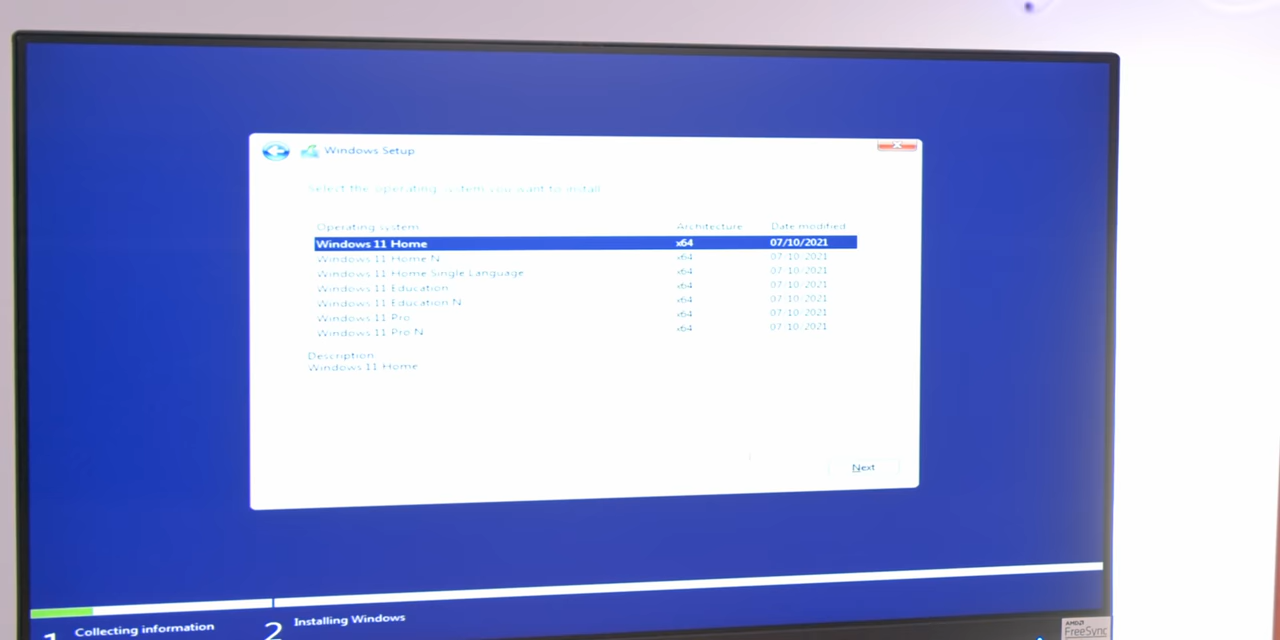 Windows Setup
Select the operating system you want to install
Operating system Architecture Date modified
Windows 11 Home x64 07/10/2021
Windows 11 Home N x64 07/10/2021
Windows 11 Home Single Language x64 07/10/2021
Windows 11 Education x64 07/10/2021
Windows 11 Education N x64 07/10/2021
Windows 11 Pro x64 07/10/2021
Windows 11 Pro N x64 07/10/2021
Description
Windows 11 Home
Next
1 Collecting information 2 Installing Windows
AMD
FreeSync